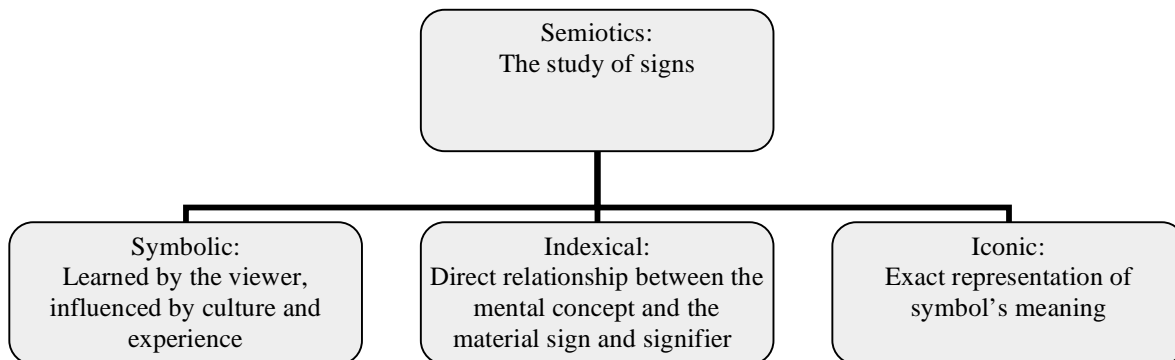 Semiotics:
The study of signs
Symbolic:
Learned by the viewer,
influenced by culture and
experience
Indexical:
Direct relationship between the
mental concept and the
material sign and signifier
Iconic:
Exact representation of
symbol’s meaning